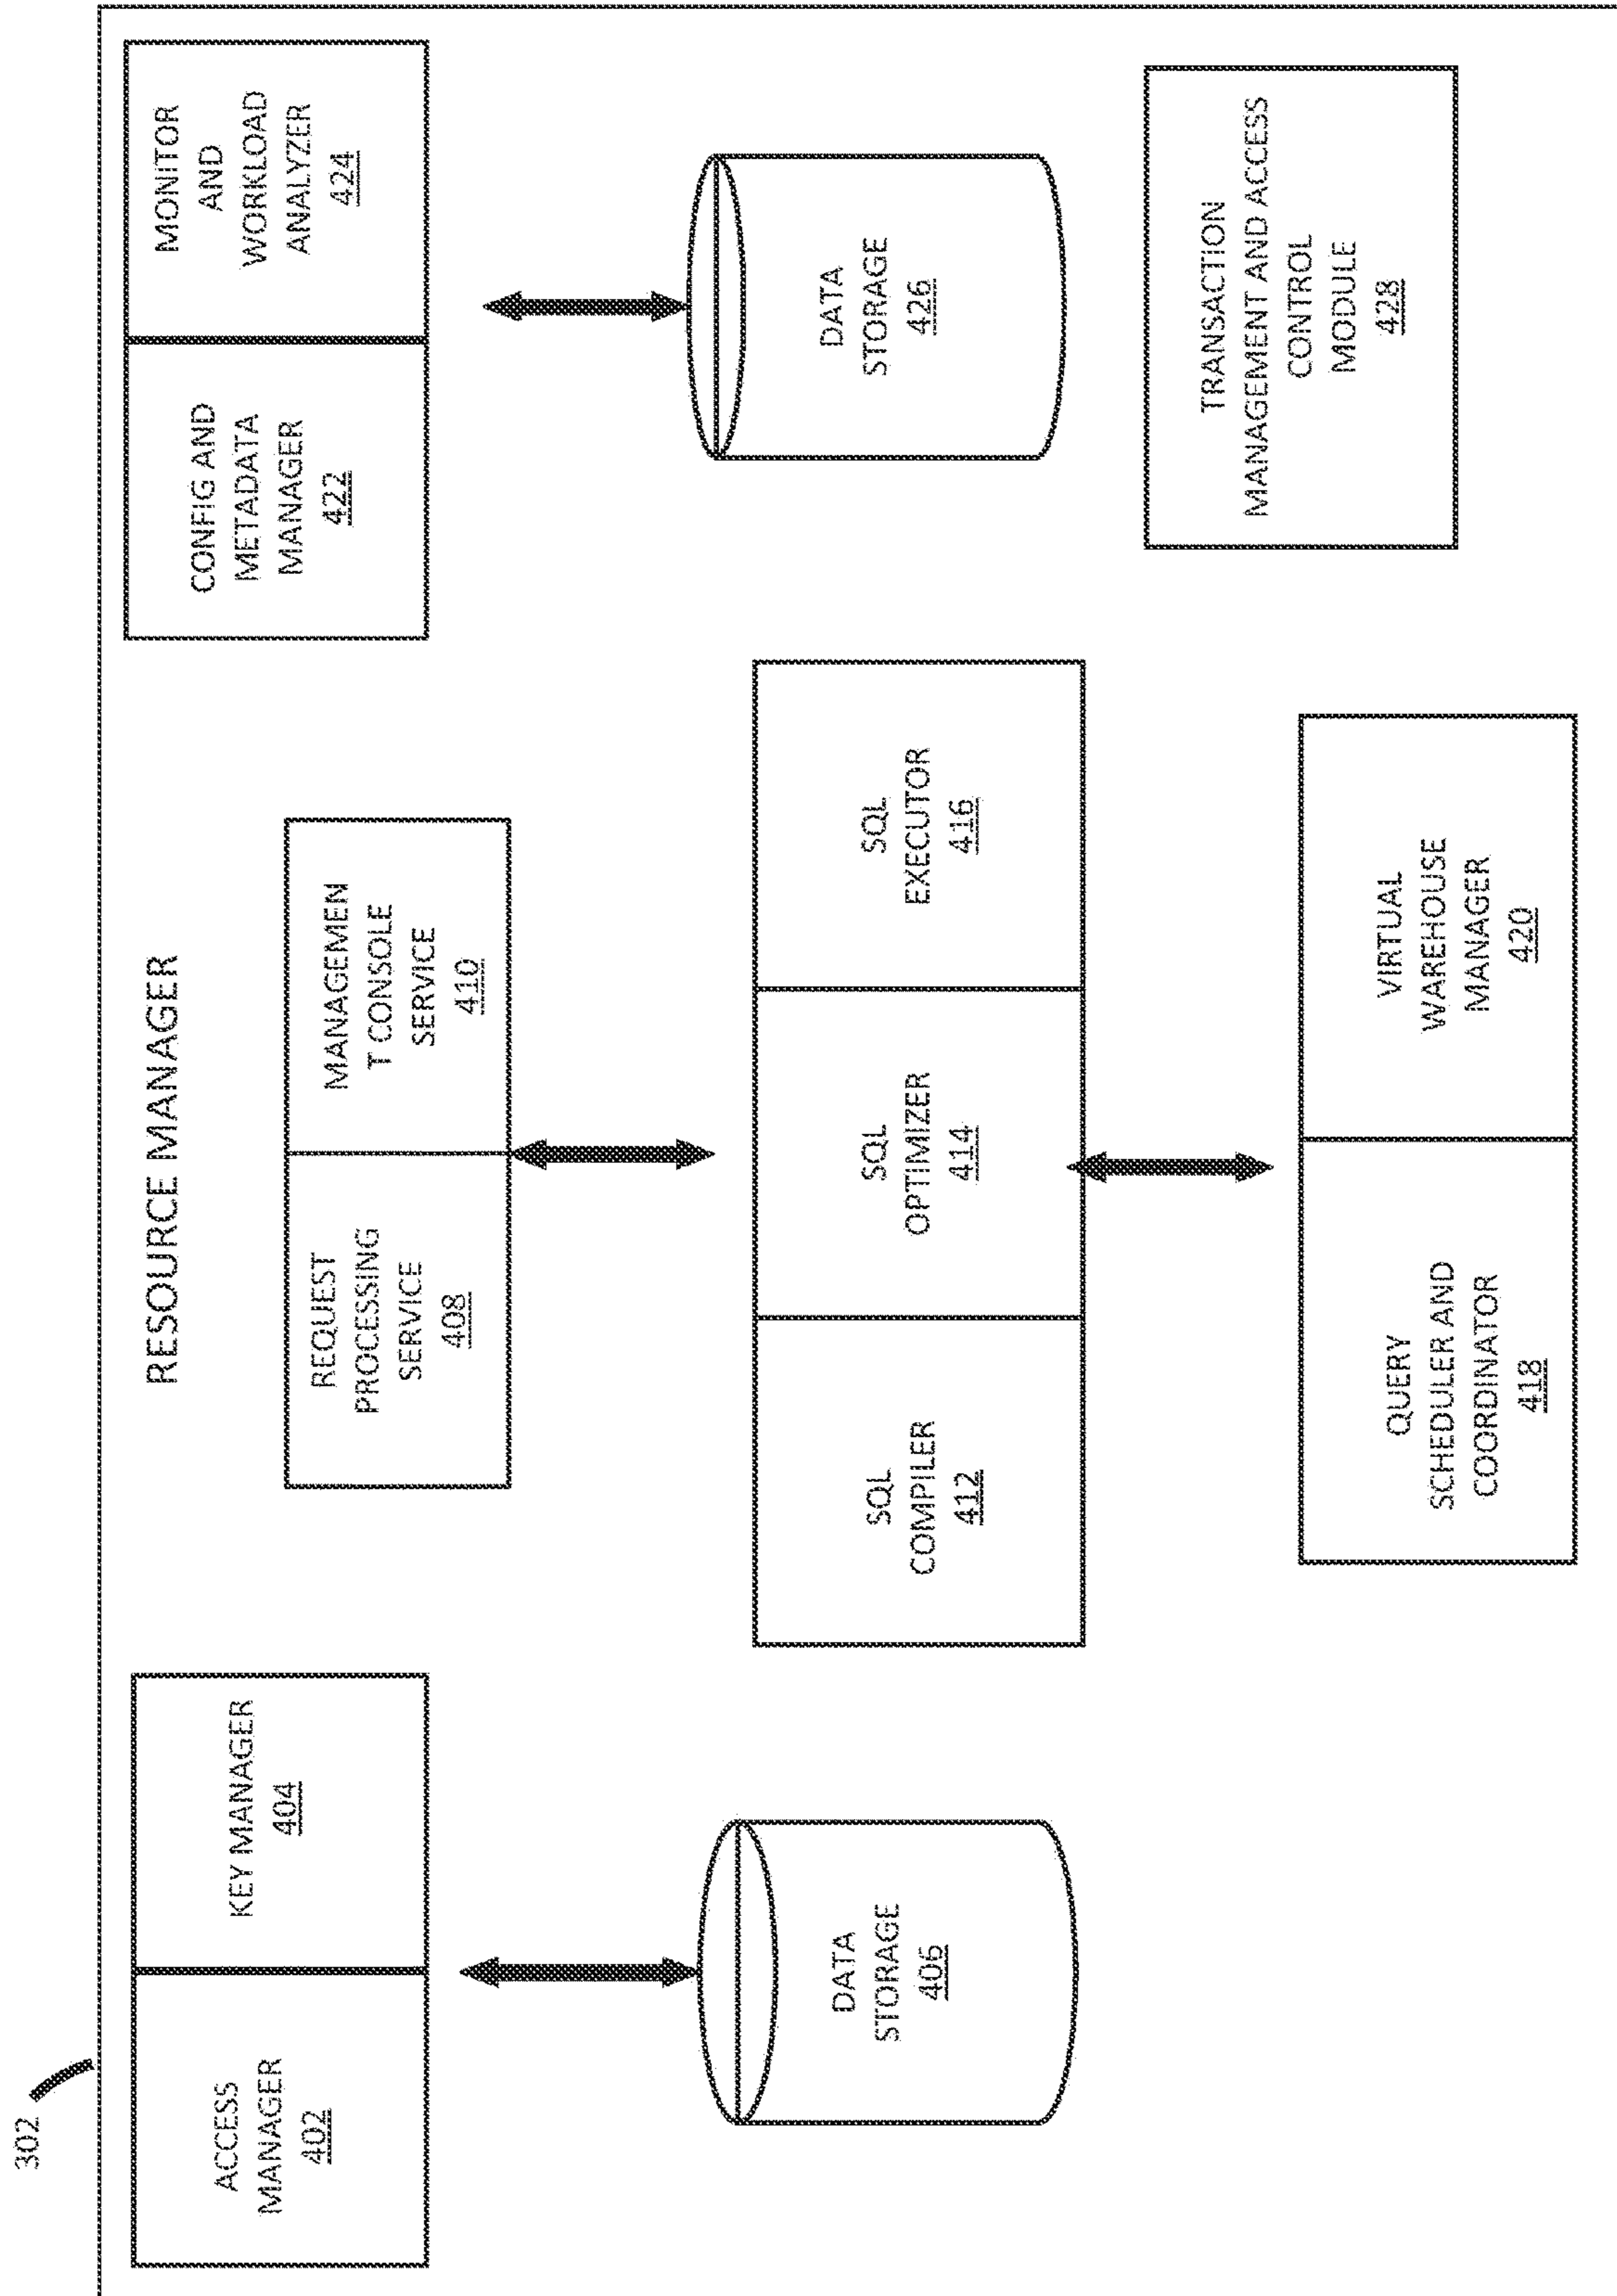 302
RESOURCE MANAGER
ACCESS
MANAGER
402
KEY MANAGER
404
DATA
STORAGE
406
REQUEST
PROCESSING
SERVICE
408
MANAGEMEN
T CONSOLE
SERVICE
410
SQL
COMPILER
412
SQL
OPTIMIZER
414
SQL
EXECUTOR
416
QUERY
SCHEDULER AND
COORDINATOR
418
VIRTUAL
WAREHOUSE
MANAGER
420
CONFIG AND
METADATA
MANAGER
422
MONITOR
AND
WORKLOAD
ANALYZER
424
DATA
STORAGE
426
TRANSACTION
MANAGEMENT AND ACCESS
CONTROL
MODULE
428